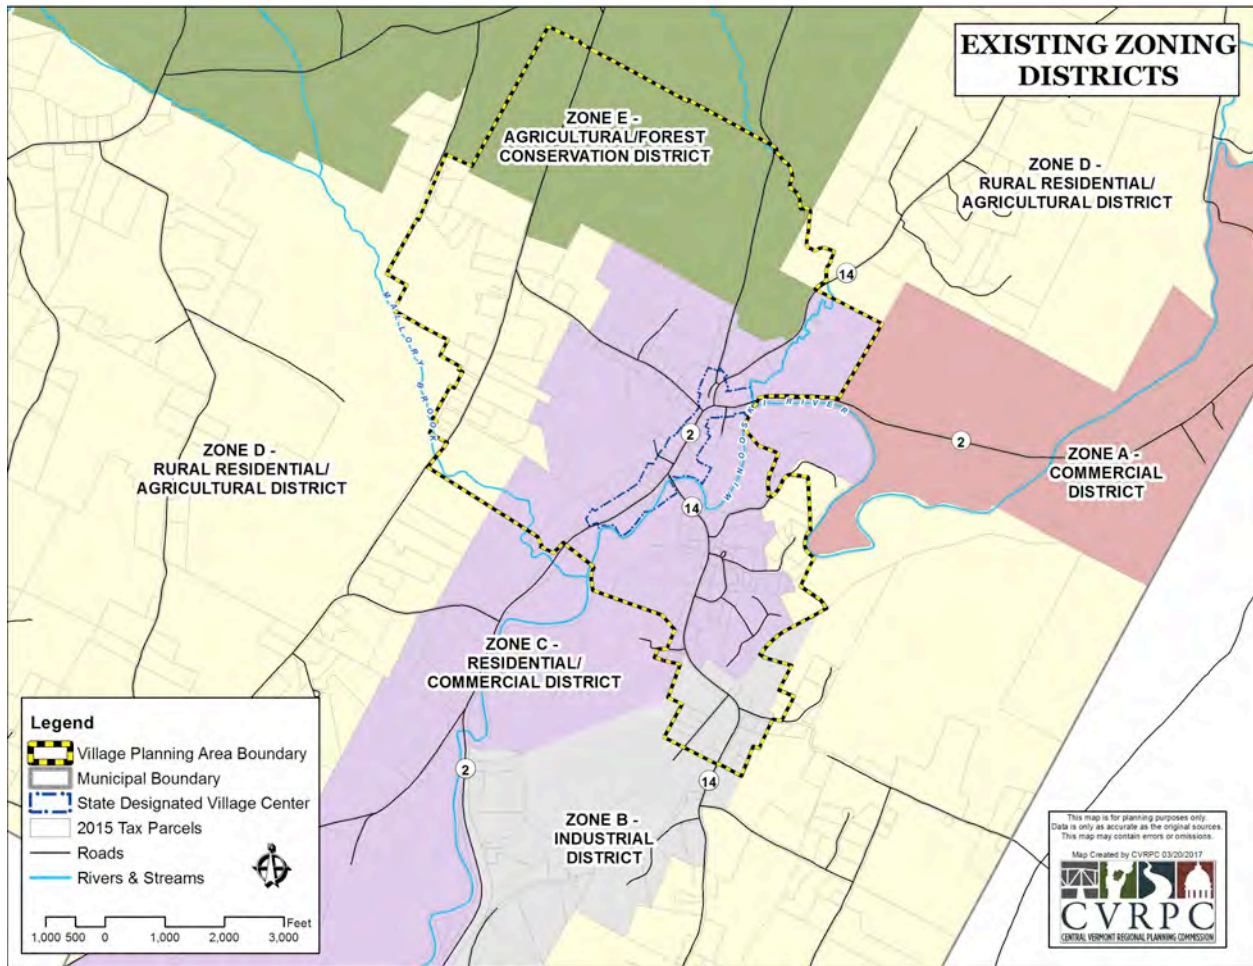 EXISTING ZONING
DISTRICTS
ZONE E -
AGRICULTURAL/FOREST
CONSERVATION DISTRICT
ZONE D -
RURAL RESIDENTIAL/
AGRICULTURAL DISTRICT
14
MALLORY BROOK
WINOOSKI RIVER
2
2
ZONE D -
RURAL RESIDENTIAL/
AGRICULTURAL DISTRICT
ZONE A -
COMMERCIAL
DISTRICT
14
ZONE C -
RESIDENTIAL/
COMMERCIAL DISTRICT
2
14
ZONE B -
INDUSTRIAL
DISTRICT
Legend
Village Planning Area Boundary
Municipal Boundary
State Designated Village Center
2015 Tax Parcels
Roads
Rivers & Streams
Feet
1,000 500 0 1,000 2,000 3,000
This map is for planning purposes only.
Data is only as accurate as the original sources.
This map may contain errors or omissions.
Map Created by CVRPC 03/20/2017
CVRPC
CENTRAL VERMONT REGIONAL PLANNING COMMISSION